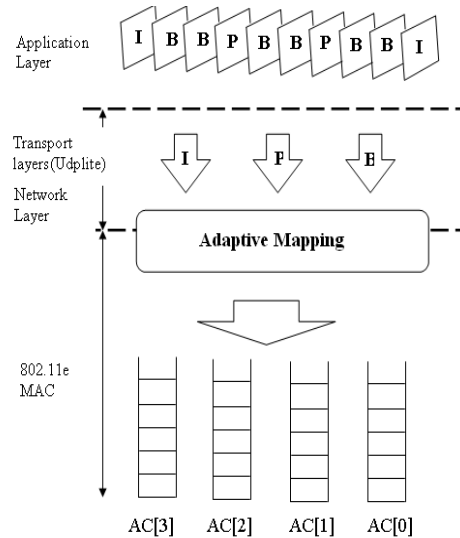 Application
Layer
I B B P B B P B B I
Transport
layers(Udplite)
Network
Layer
I P B
Adaptive Mapping
802.11e
MAC
AC[3] AC[2] AC[1] AC[0]